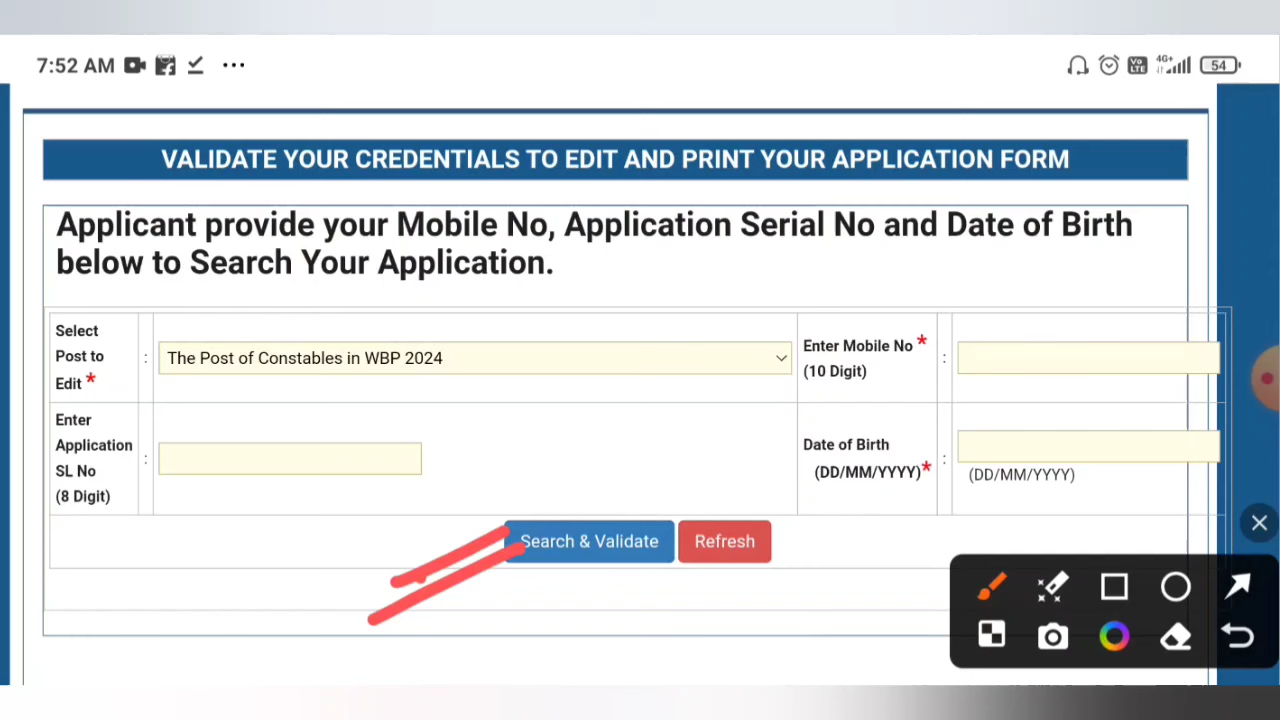 7:52 AM
VO LTE
4G+
54
VALIDATE YOUR CREDENTIALS TO EDIT AND PRINT YOUR APPLICATION FORM
Applicant provide your Mobile No, Application Serial No and Date of Birth
below to Search Your Application.
Select
Post to
Edit *
:
The Post of Constables in WBP 2024
Enter Mobile No *
(10 Digit)
:
Enter
Application
SL No
(8 Digit)
:
Date of Birth
(DD/MM/YYYY)*
:
(DD/MM/YYYY)
Search & Validate
Refresh